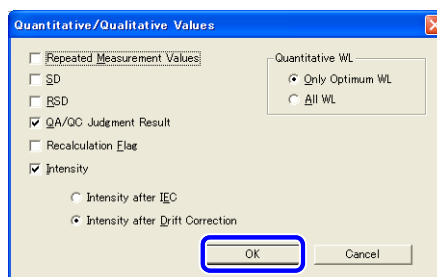 Quantitative/Qualitative Values
Repeated Measurement Values
SD
RSD
QA/QC Judgment Result
Recalculation Flag
Intensity
Intensity after IEC
Intensity after Drift Correction
Quantitative WL
Only Optimum WL
All WL
OK
Cancel